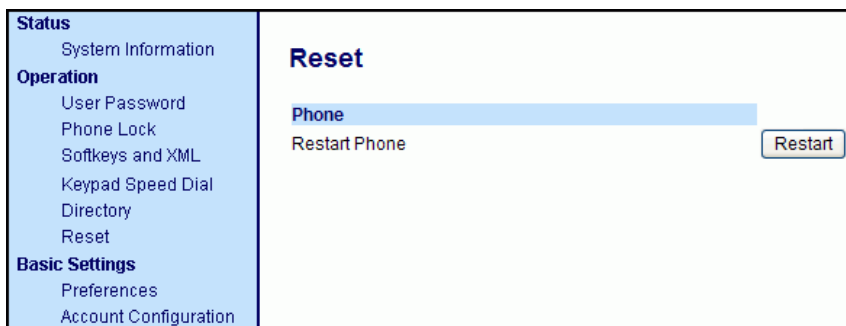 Status
System Information
Operation
User Password
Phone Lock
Softkeys and XML
Keypad Speed Dial
Directory
Reset
Basic Settings
Preferences
Account Configuration
Reset
Phone
Restart Phone
Restart